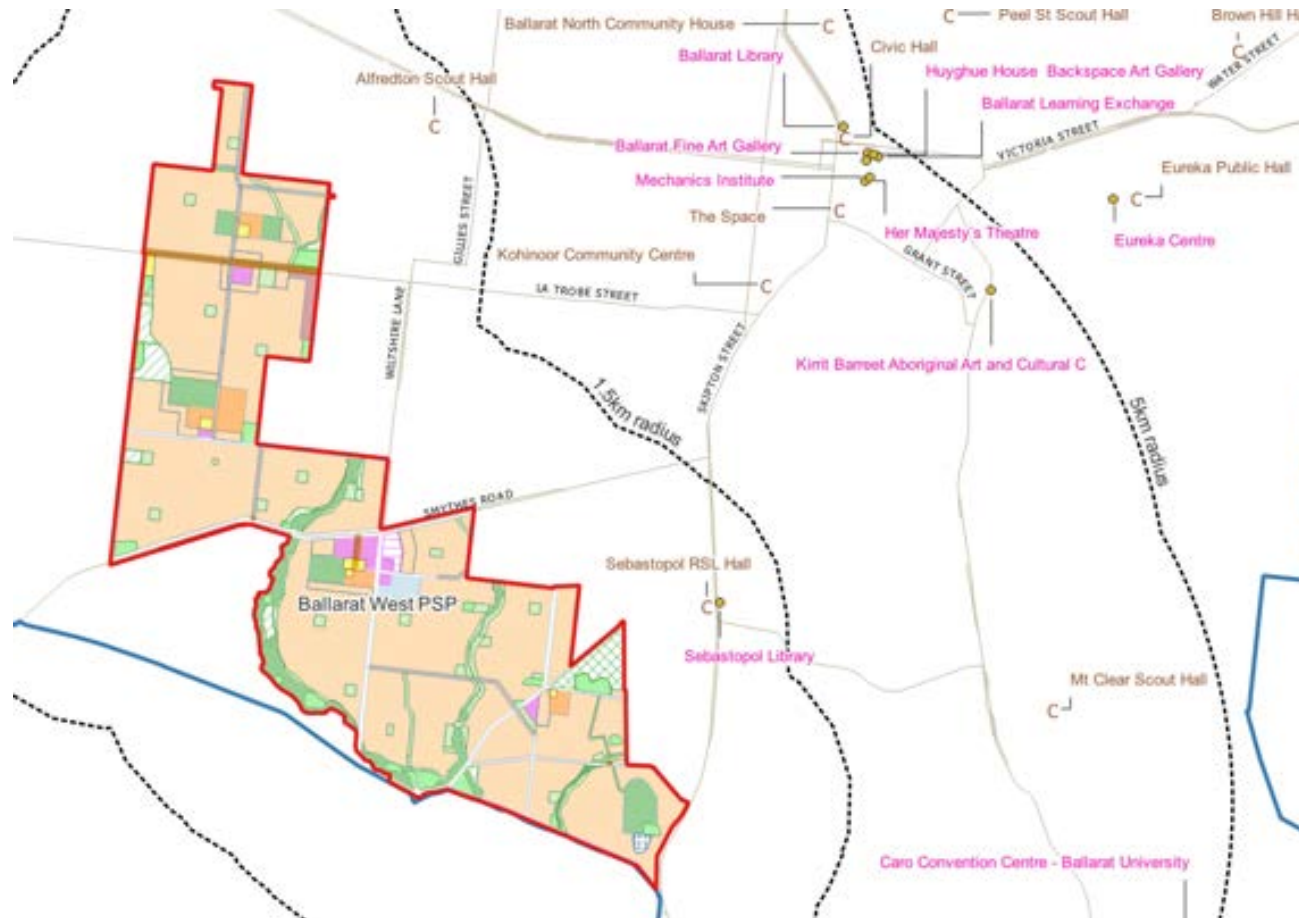 Ballarat North Community House
Peel St Scout Hall
Brown Hill H
Civic Hall
WATER STREET
Ballarat Library
Huyghue House Backspace Art Gallery
Alfredton Scout Hall
Ballarat Learning Exchange
VICTORIA STREET
Ballarat Fine Art Gallery
Eureka Public Hall
Mechanics Institute
The Space
Her Majesty's Theatre
Eureka Centre
GILLIES STREET
Kohinoor Community Centre
GRANT STREET
LA TROBE STREET
WILTSHIRE LANE
SKIPTON STREET
Kirrit Barreet Aboriginal Art and Cultural C
1.5km radius
5km radius
SMYTHES ROAD
Sebastopol RSL Hall
Ballarat West PSP
Sebastopol Library
Mt Clear Scout Hall
Caro Convention Centre - Ballarat University